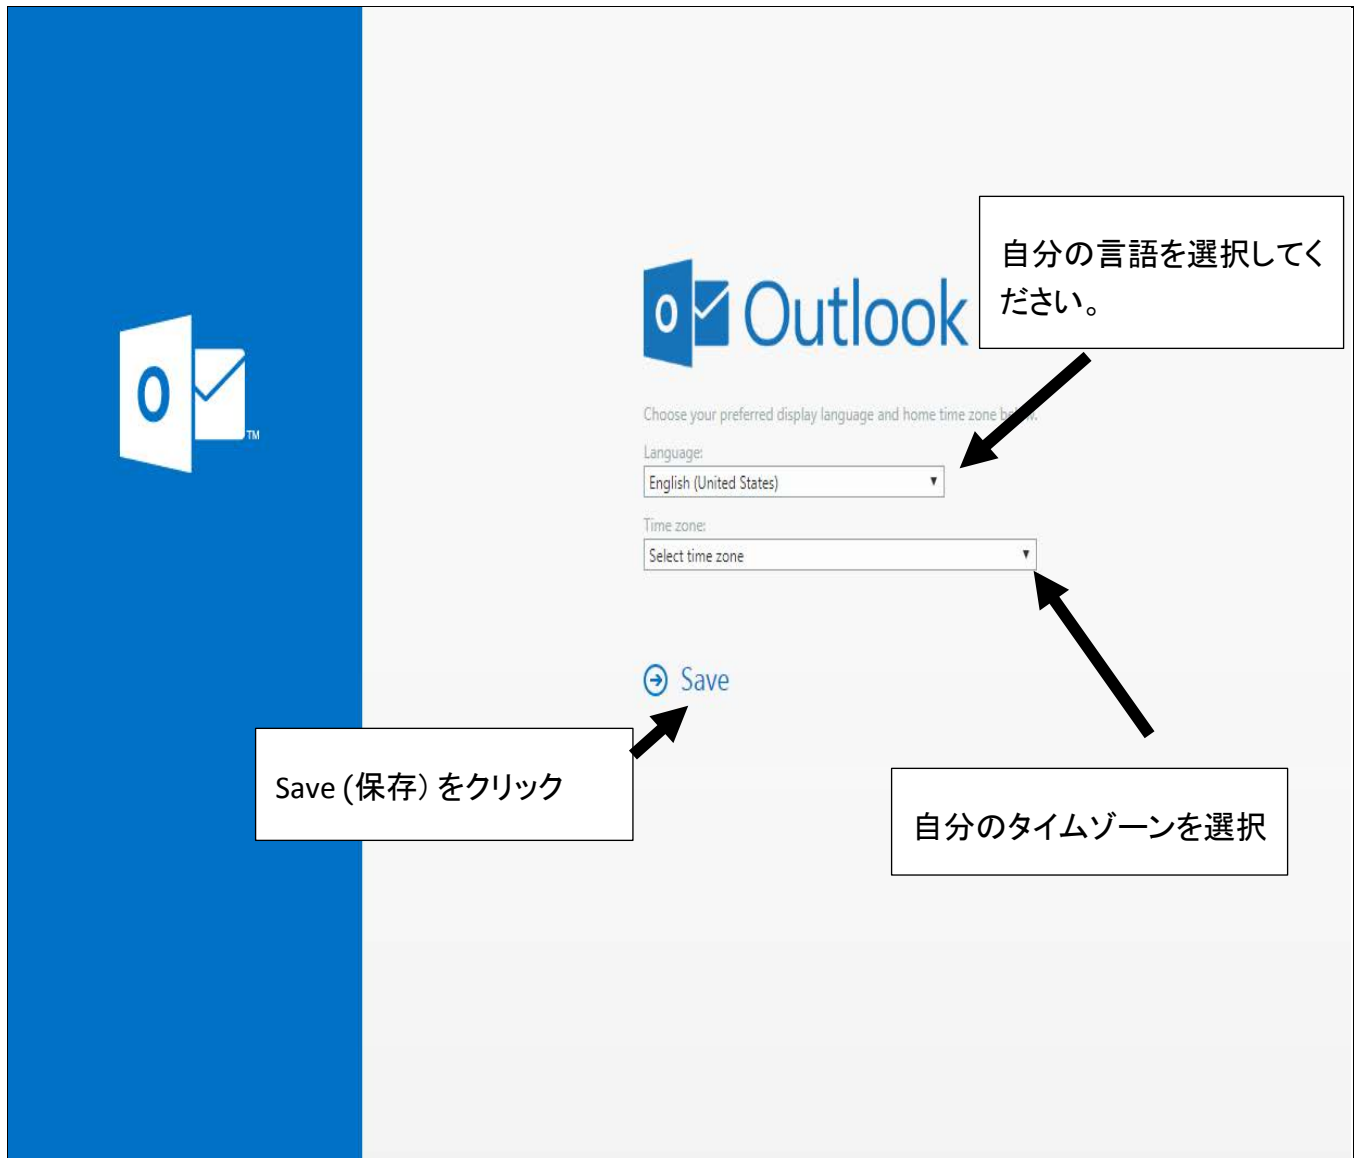 自分の言語を選択してく
ださい。
Outlook
Choose your preferred display language and home time zone below.
Language:
English (United States)
Time zone:
Select time zone
Save
Save (保存) をクリック
自分のタイムゾーンを選択
O
TM